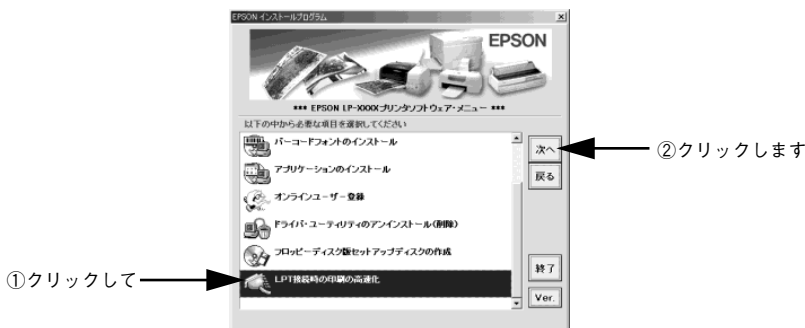 EPSON インストールプログラム
EPSON
*** EPSON LP-XXXXプリンタソフトウェア・メニュー ***
以下の中から必要な項目を選択してください
バーコードフォントのインストール
次へ
②クリックします
アプリケーションのインストール
戻る
オンラインユーザー登録
ドライバ・ユーティリティのアンインストール(削除)
フロッピーディスク版セットアップディスクの作成
終了
①クリックして
LPT接続時の印刷の高速化
Ver.